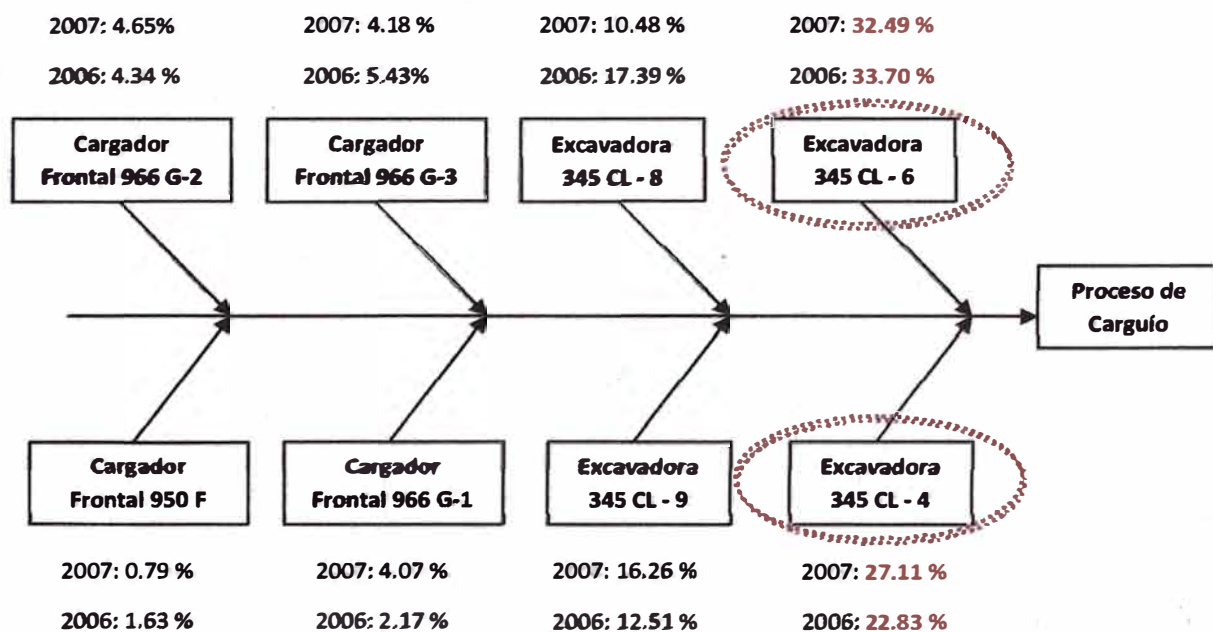 2007: 4.65%
2007: 4.18 %
2007: 10.48 %
2007: 32.49 %
2006: 4.34 %
2006: 5.43%
2006: 17.39 %
2006: 33.70 %
Cargador
Frontal 966 G-2
Cargador
Frontal 966 G-3
Excavadora
345 CL - 8
Excavadora
345 CL - 6
Proceso de
Carguío
Cargador
Frontal 950 F
Cargador
Frontal 966 G-1
Excavadora
345 CL - 9
Excavadora
345 CL - 4
2007: 0.79 %
2007: 4.07 %
2007: 16.26 %
2007: 27.11 %
2006: 1.63 %
2006: 2.17 %
2006: 12.51 %
2006: 22.83 %